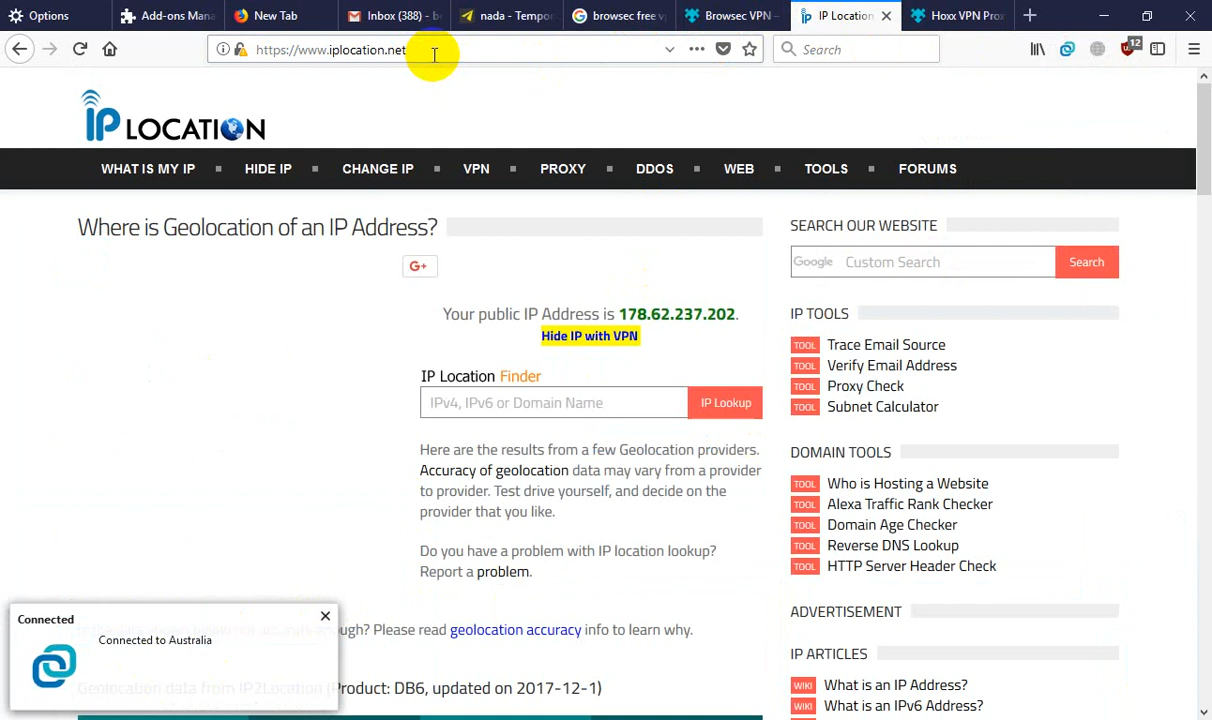 Options
Add-ons Mana
New Tab
Inbox (388) - b
nada - Tempor
browsec free v
Browsec VPN –
IP Location
Hoxx VPN Prox
https://www.iplocation.net
Search
12
IP LOCATION
WHAT IS MY IP
HIDE IP
CHANGE IP
VPN
PROXY
DDOS
WEB
TOOLS
FORUMS
Where is Geolocation of an IP Address?
G+
Your public IP Address is 178.62.237.202.
Hide IP with VPN
IP Location Finder
IPv4, IPv6 or Domain Name
IP Lookup
Here are the results from a few Geolocation providers.
Accuracy of geolocation data may vary from a provider
to provider. Test drive yourself, and decide on the
provider that you like.
Do you have a problem with IP location lookup?
Report a problem.
enough? Please read geolocation accuracy info to learn why.
Geolocation data from IP2Location (Product: DB6, updated on 2017-12-1)
SEARCH OUR WEBSITE
Google Custom Search
Search
IP TOOLS
TOOL Trace Email Source
TOOL Verify Email Address
TOOL Proxy Check
TOOL Subnet Calculator
DOMAIN TOOLS
TOOL Who is Hosting a Website
TOOL Alexa Traffic Rank Checker
TOOL Domain Age Checker
TOOL Reverse DNS Lookup
TOOL HTTP Server Header Check
ADVERTISEMENT
IP ARTICLES
WIKI What is an IP Address?
WIKI What is an IPv6 Address?
Connected
Connected to Australia